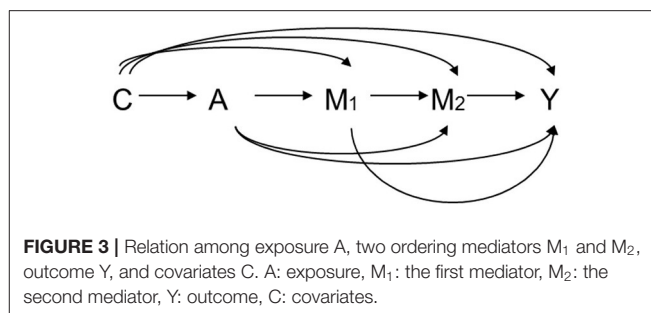 C A M₁ M₂ Y
FIGURE 3 | Relation among exposure A, two ordering mediators M₁ and M₂,
outcome Y, and covariates C. A: exposure, M₁: the first mediator, M₂: the
second mediator, Y: outcome, C: covariates.